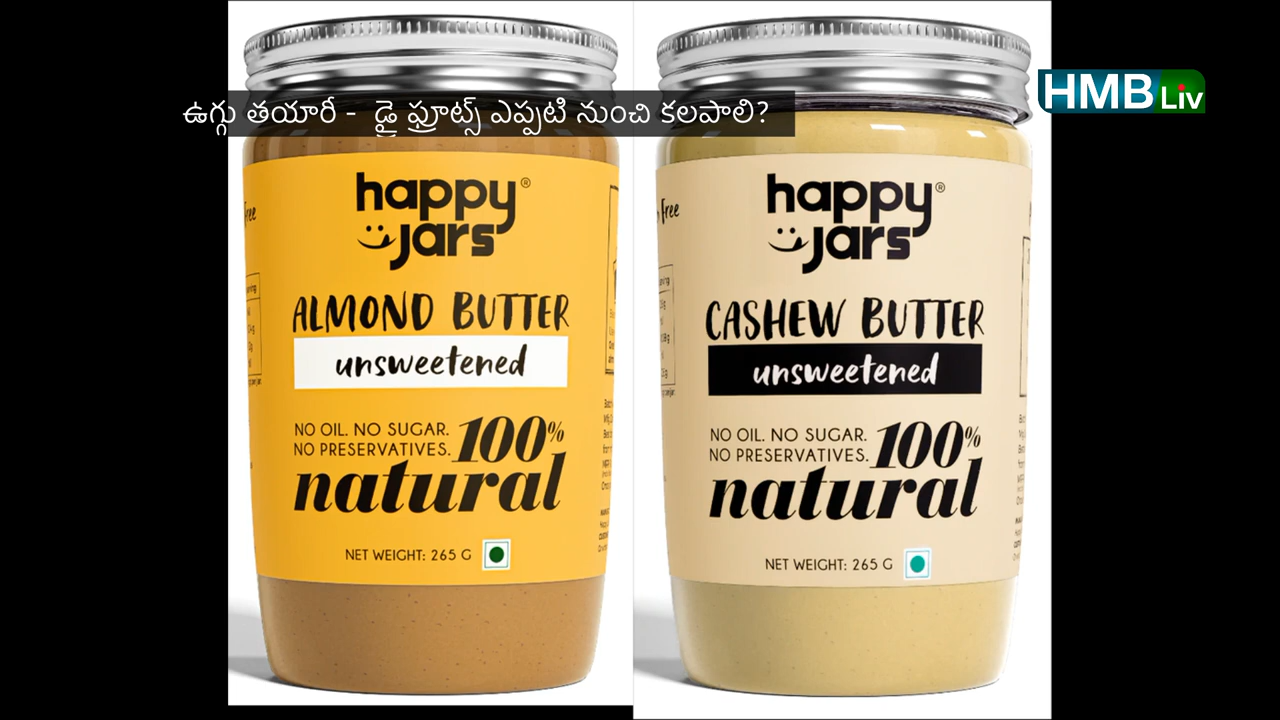 HMB Liv
ఉగ్గు తయారీ - డ్రై ఫ్రూట్స్ ఎప్పటి నుంచి కలపాలి?
happy jars®
ALMOND BUTTER
unsweetened
NO OIL. NO SUGAR.
NO PRESERVATIVES.
100%
natural
NET WEIGHT: 265 G
Free
happy jars®
CASHEW BUTTER
unsweetened
NO OIL. NO SUGAR.
NO PRESERVATIVES.
100%
natural
NET WEIGHT: 265 G
Free